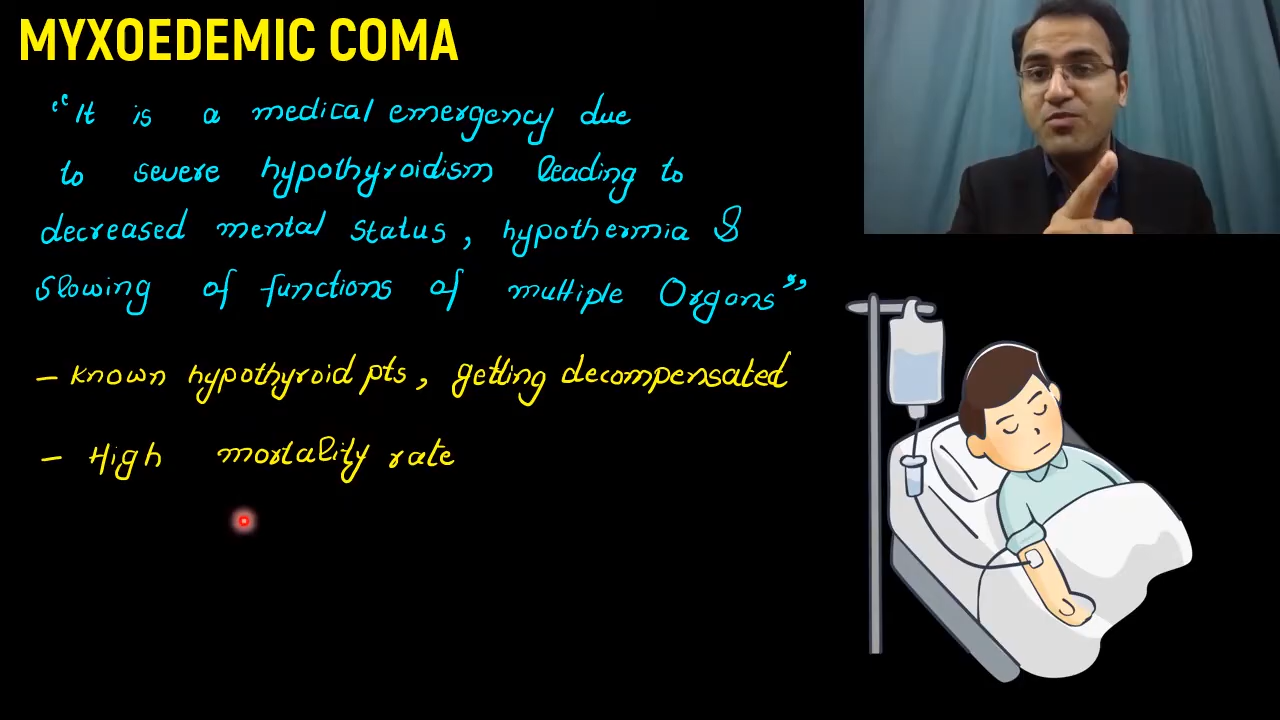 MYXOEDEMIC COMA
"It is a medical emergency due
to severe hypothyroidism leading to
decreased mental status, hypothermia &
slowing of functions of multiple Organs"
- Known hypothyroid pts, getting decompensated
- High mortality rate